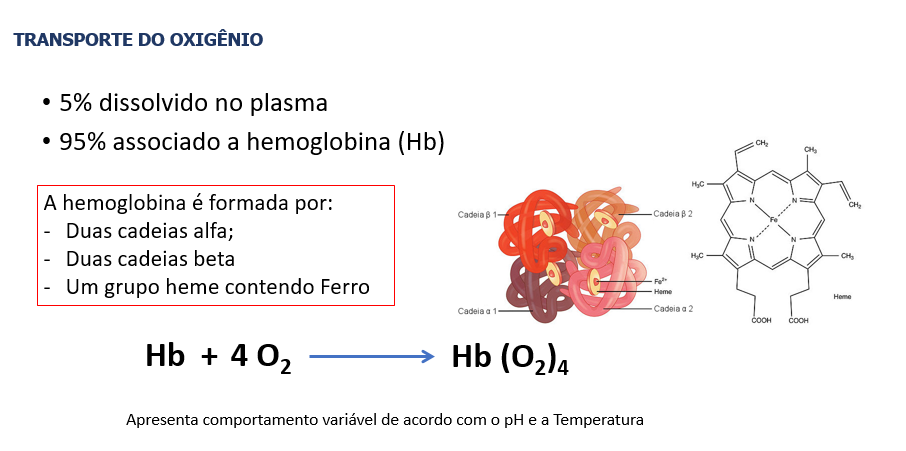 TRANSPORTE DO OXIGÊNIO
• 5% dissolvido no plasma
• 95% associado a hemoglobina (Hb)
A hemoglobina é formada por:
- Duas cadeias alfa;
- Duas cadeias beta
- Um grupo heme contendo Ferro
Cadeia β 1
Cadeia β 2
Fe²⁺
Heme
Cadeia α 1
Cadeia α 2
CH₂
CH₃
H₃C
CH₂
N
N
Fe
N
N
H₃C
CH₃
Heme
COOH
COOH
Hb + 4 O₂ → Hb (O₂)₄
Apresenta comportamento variável de acordo com o pH e a Temperatura